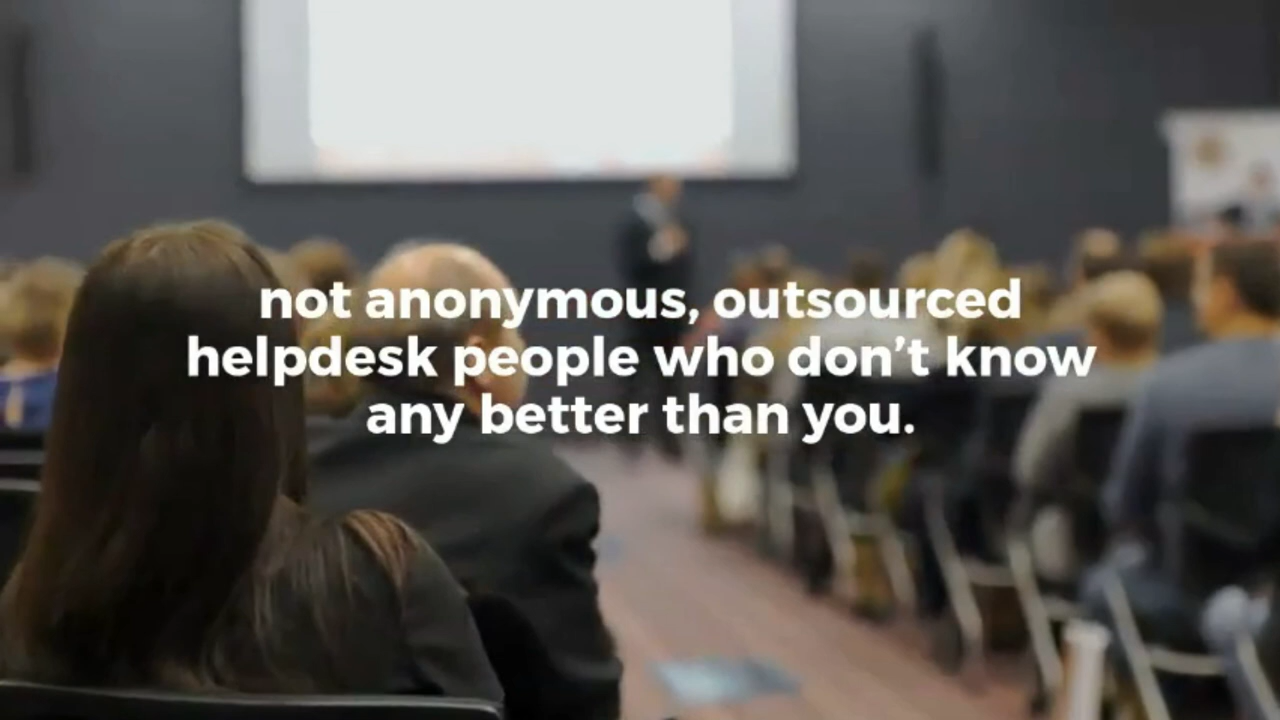 not anonymous, outsourced
helpdesk people who don’t know
any better than you.